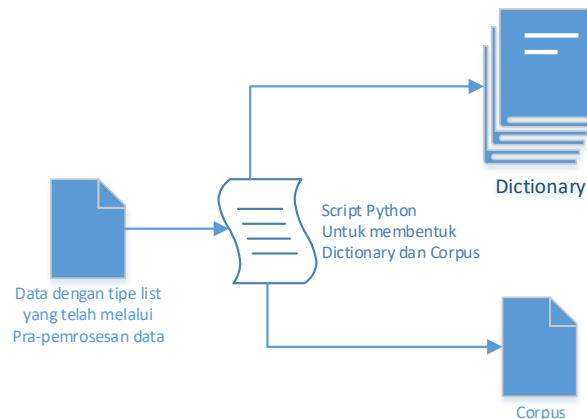 Dictionary
Script Python
Untuk membentuk
Dictionary dan Corpus
Data dengan tipe list
yang telah melalui
Pra-pemrosesan data
Corpus